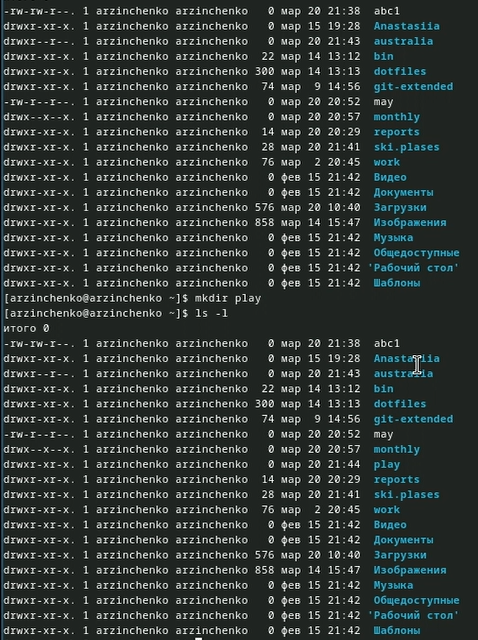 -rw-rw-r--. 1 arzinchenko arzinchenko 0 мар 20 21:38 abc1
drwxr-xr-x. 1 arzinchenko arzinchenko 0 мар 15 19:28 Anastasiia
drwxr--r--. 1 arzinchenko arzinchenko 0 мар 20 21:43 australia
drwxr-xr-x. 1 arzinchenko arzinchenko 22 мар 14 13:12 bin
drwxr-xr-x. 1 arzinchenko arzinchenko 300 мар 14 13:13 dotfiles
drwxr-xr-x. 1 arzinchenko arzinchenko 74 мар 9 14:56 git-extended
-rw-r--r--. 1 arzinchenko arzinchenko 0 мар 20 20:52 may
drwx--x--x. 1 arzinchenko arzinchenko 0 мар 20 20:57 monthly
drwxr-xr-x. 1 arzinchenko arzinchenko 14 мар 20 20:29 reports
drwxr-xr-x. 1 arzinchenko arzinchenko 28 мар 20 21:41 ski.plases
drwxr-xr-x. 1 arzinchenko arzinchenko 76 мар 2 20:45 work
drwxr-xr-x. 1 arzinchenko arzinchenko 0 фев 15 21:42 Видео
drwxr-xr-x. 1 arzinchenko arzinchenko 0 фев 15 21:42 Документы
drwxr-xr-x. 1 arzinchenko arzinchenko 576 мар 20 10:40 Загрузки
drwxr-xr-x. 1 arzinchenko arzinchenko 858 мар 14 15:47 Изображения
drwxr-xr-x. 1 arzinchenko arzinchenko 0 фев 15 21:42 Музыка
drwxr-xr-x. 1 arzinchenko arzinchenko 0 фев 15 21:42 Общедоступные
drwxr-xr-x. 1 arzinchenko arzinchenko 0 фев 15 21:42 'Рабочий стол'
drwxr-xr-x. 1 arzinchenko arzinchenko 0 фев 15 21:42 Шаблоны
[arzinchenko@arzinchenko ~]$ mkdir play
[arzinchenko@arzinchenko ~]$ ls -l
итого 0
-rw-rw-r--. 1 arzinchenko arzinchenko 0 мар 20 21:38 abc1
drwxr-xr-x. 1 arzinchenko arzinchenko 0 мар 15 19:28 Anastasiia
drwxr--r--. 1 arzinchenko arzinchenko 0 мар 20 21:43 australia
drwxr-xr-x. 1 arzinchenko arzinchenko 22 мар 14 13:12 bin
drwxr-xr-x. 1 arzinchenko arzinchenko 300 мар 14 13:13 dotfiles
drwxr-xr-x. 1 arzinchenko arzinchenko 74 мар 9 14:56 git-extended
-rw-r--r--. 1 arzinchenko arzinchenko 0 мар 20 20:52 may
drwx--x--x. 1 arzinchenko arzinchenko 0 мар 20 20:57 monthly
drwxr-xr-x. 1 arzinchenko arzinchenko 0 мар 20 21:44 play
drwxr-xr-x. 1 arzinchenko arzinchenko 14 мар 20 20:29 reports
drwxr-xr-x. 1 arzinchenko arzinchenko 28 мар 20 21:41 ski.plases
drwxr-xr-x. 1 arzinchenko arzinchenko 76 мар 2 20:45 work
drwxr-xr-x. 1 arzinchenko arzinchenko 0 фев 15 21:42 Видео
drwxr-xr-x. 1 arzinchenko arzinchenko 0 фев 15 21:42 Документы
drwxr-xr-x. 1 arzinchenko arzinchenko 576 мар 20 10:40 Загрузки
drwxr-xr-x. 1 arzinchenko arzinchenko 858 мар 14 15:47 Изображения
drwxr-xr-x. 1 arzinchenko arzinchenko 0 фев 15 21:42 Музыка
drwxr-xr-x. 1 arzinchenko arzinchenko 0 фев 15 21:42 Общедоступные
drwxr-xr-x. 1 arzinchenko arzinchenko 0 фев 15 21:42 'Рабочий стол'
drwxr-xr-x. 1 arzinchenko arzinchenko 0 фев 15 21:42 Шаблоны